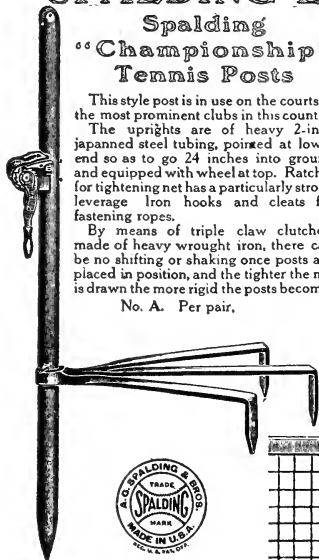 Spalding
"Championship
Tennis Posts
This style post is in use on the courts
the most prominent clubs in this count
The uprights are of heavy 2-in
japanned steel tubing, pointed at low
end so as to go 24 inches into grou
and equipped with wheel at top. Ratch
for tightening net has a particularly stro
leverage Iron hooks and cleats f
fastening ropes.
By means of triple claw clutche
made of heavy wrought iron, there ca
be no shifting or shaking once posts a
placed in position, and the tighter the n
is drawn the more rigid the posts becom
No. A. Per pair,
A.G. SPALDING & BROS.
TRADE
SPALDING
MARK
MADE IN U.S.A.
REG. U.S. PAT. OFF.